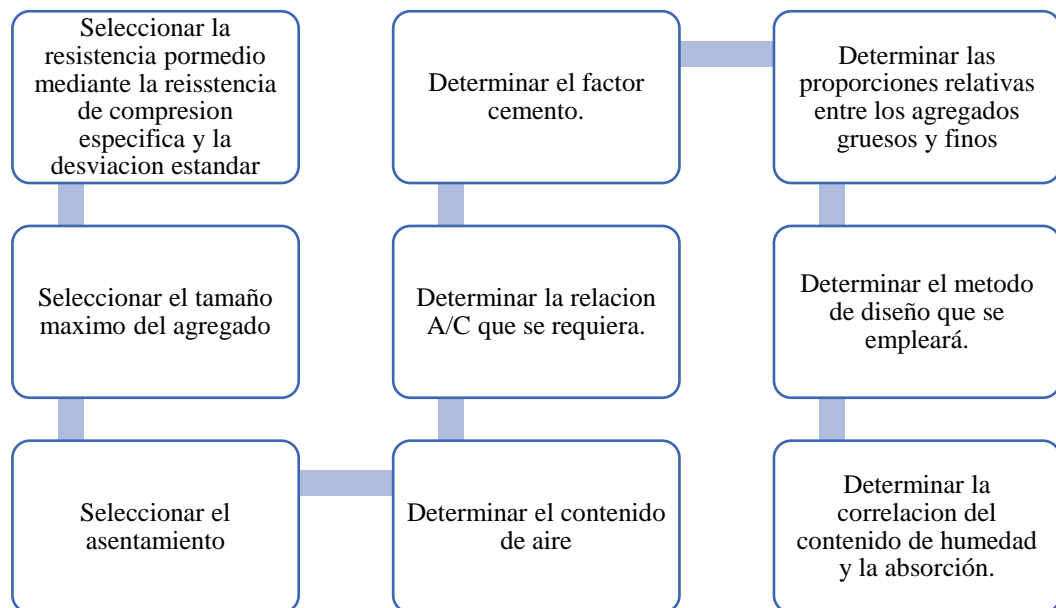 Seleccionar la
resistencia pormedio
mediante la reisstencia
de compresion
especifica y la
desviacion estandar
Seleccionar el tamaño
maximo del agregado
Seleccionar el
asentamiento
Determinar el contenido
de aire
Determinar la relacion
A/C que se requiera.
Determinar el factor
cemento.
Determinar las
proporciones relativas
entre los agregados
gruesos y finos
Determinar el metodo
de diseño que se
empleará.
Determinar la
correlacion del
contenido de humedad
y la absorción.